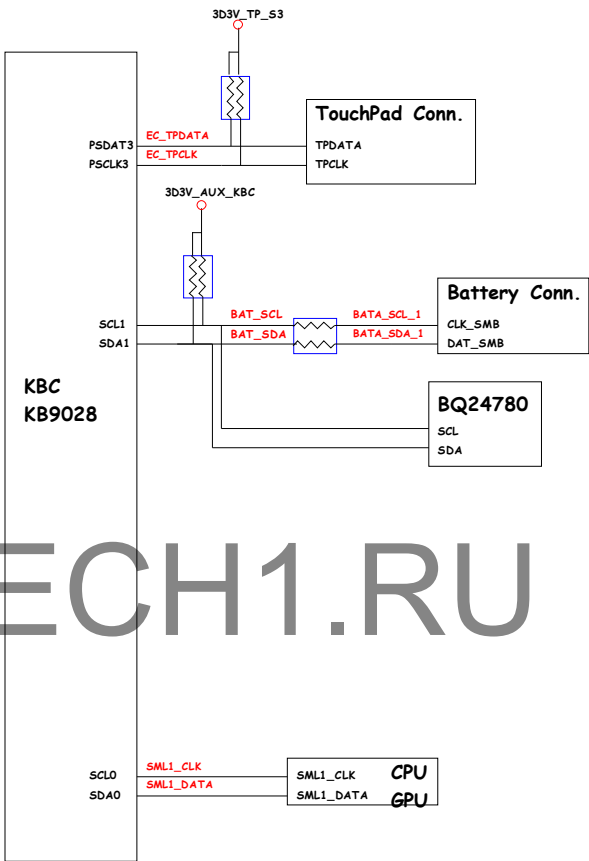 3D3V_TP_S3
TouchPad Conn.
PSDAT3 EC_TPDATA TPDATA
PSCLK3 EC_TPCLK TPCLK
3D3V_AUX_KBC
Battery Conn.
SCL1 BAT_SCL BATA_SCL_1 CLK_SMB
SDA1 BAT_SDA BATA_SDA_1 DAT_SMB
KBC
KB9028
BQ24780
SCL
SDA
ECH1.RU
SCL0 SML1_CLK SML1_CLK CPU
SDA0 SML1_DATA SML1_DATA GPU